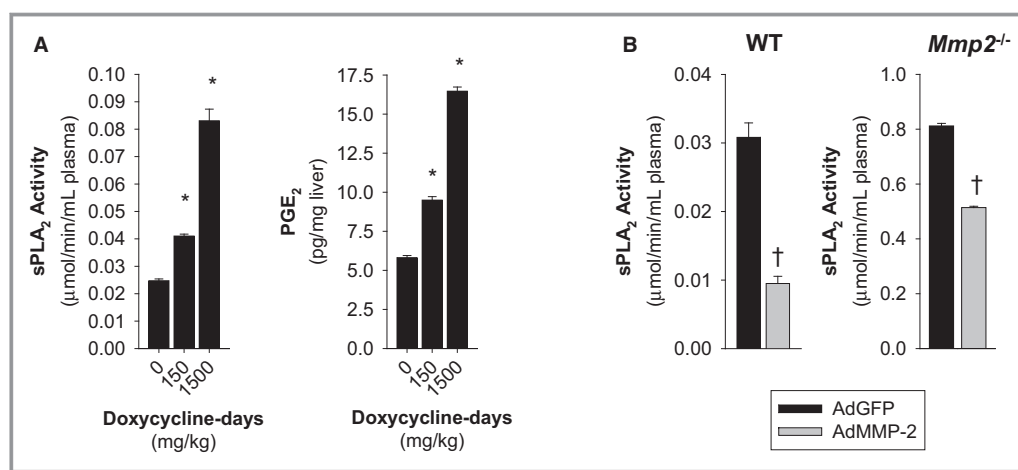 A
sPLA₂ Activity
(μmol/min/mL plasma)
0.10
0.09
0.08
0.07
0.06
0.05
0.04
0.03
0.02
0.01
0.00
*
*
0
150
1500
Doxycycline-days
(mg/kg)
PGE₂
(pg/mg liver)
17.5
15.0
12.5
10.0
7.5
5.0
2.5
0.0
*
*
0
150
1500
Doxycycline-days
(mg/kg)
B
WT
sPLA₂ Activity
(μmol/min/mL plasma)
0.04
0.03
0.02
0.01
0.00
†
Mmp2⁻/⁻
sPLA₂ Activity
(μmol/min/mL plasma)
1.0
0.8
0.6
0.4
0.2
0.0
†
AdGFP
AdMMP-2